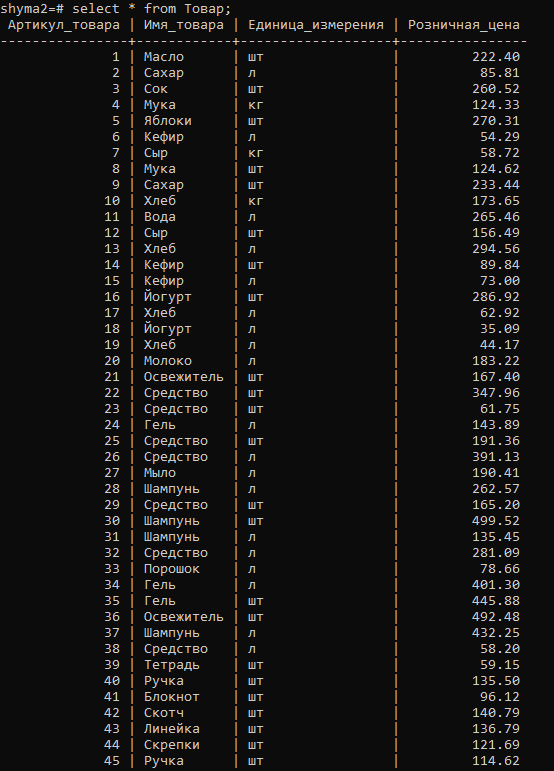 shyma2=# select * from Товар;
Артикул_товара | Имя_товара | Единица_измерения | Розничная_цена
----------------+------------+-------------------+----------------
1 | Масло | шт | 222.40
2 | Сахар | л | 85.81
3 | Сок | шт | 260.52
4 | Мука | кг | 124.33
5 | Яблоки | шт | 270.31
6 | Кефир | л | 54.29
7 | Сыр | кг | 58.72
8 | Мука | шт | 124.62
9 | Сахар | шт | 233.44
10 | Хлеб | кг | 173.65
11 | Вода | л | 265.46
12 | Сыр | шт | 156.49
13 | Хлеб | л | 294.56
14 | Кефир | шт | 89.84
15 | Кефир | л | 73.00
16 | Йогурт | шт | 286.92
17 | Хлеб | л | 62.92
18 | Йогурт | л | 35.09
19 | Хлеб | л | 44.17
20 | Молоко | л | 183.22
21 | Освежитель | шт | 167.40
22 | Средство | шт | 347.96
23 | Средство | шт | 61.75
24 | Гель | л | 143.89
25 | Средство | шт | 191.36
26 | Средство | л | 391.13
27 | Мыло | л | 190.41
28 | Шампунь | л | 262.57
29 | Средство | шт | 165.20
30 | Шампунь | шт | 499.52
31 | Шампунь | л | 135.45
32 | Средство | л | 281.09
33 | Порошок | л | 78.66
34 | Гель | л | 401.30
35 | Гель | шт | 445.88
36 | Освежитель | шт | 492.48
37 | Шампунь | л | 432.25
38 | Средство | л | 58.20
39 | Тетрадь | шт | 59.15
40 | Ручка | шт | 135.50
41 | Блокнот | шт | 96.12
42 | Скотч | шт | 140.79
43 | Линейка | шт | 136.79
44 | Скрепки | шт | 121.69
45 | Ручка | шт | 114.62